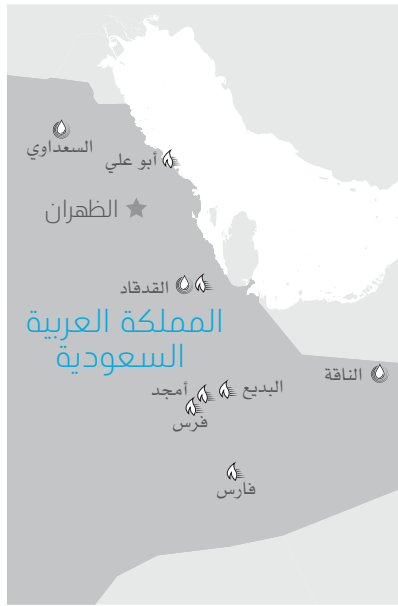 السعداوي
أبو علي
الظهران
القدقاد
المملكة العربية
السعودية
الناقة
البديع
أمجد
فرس
فارس